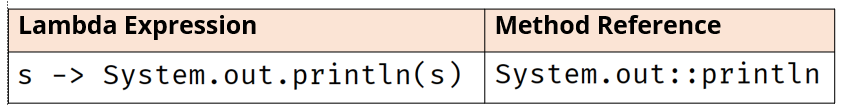 Lambda Expression Method Reference
s -> System.out.println(s) System.out::println